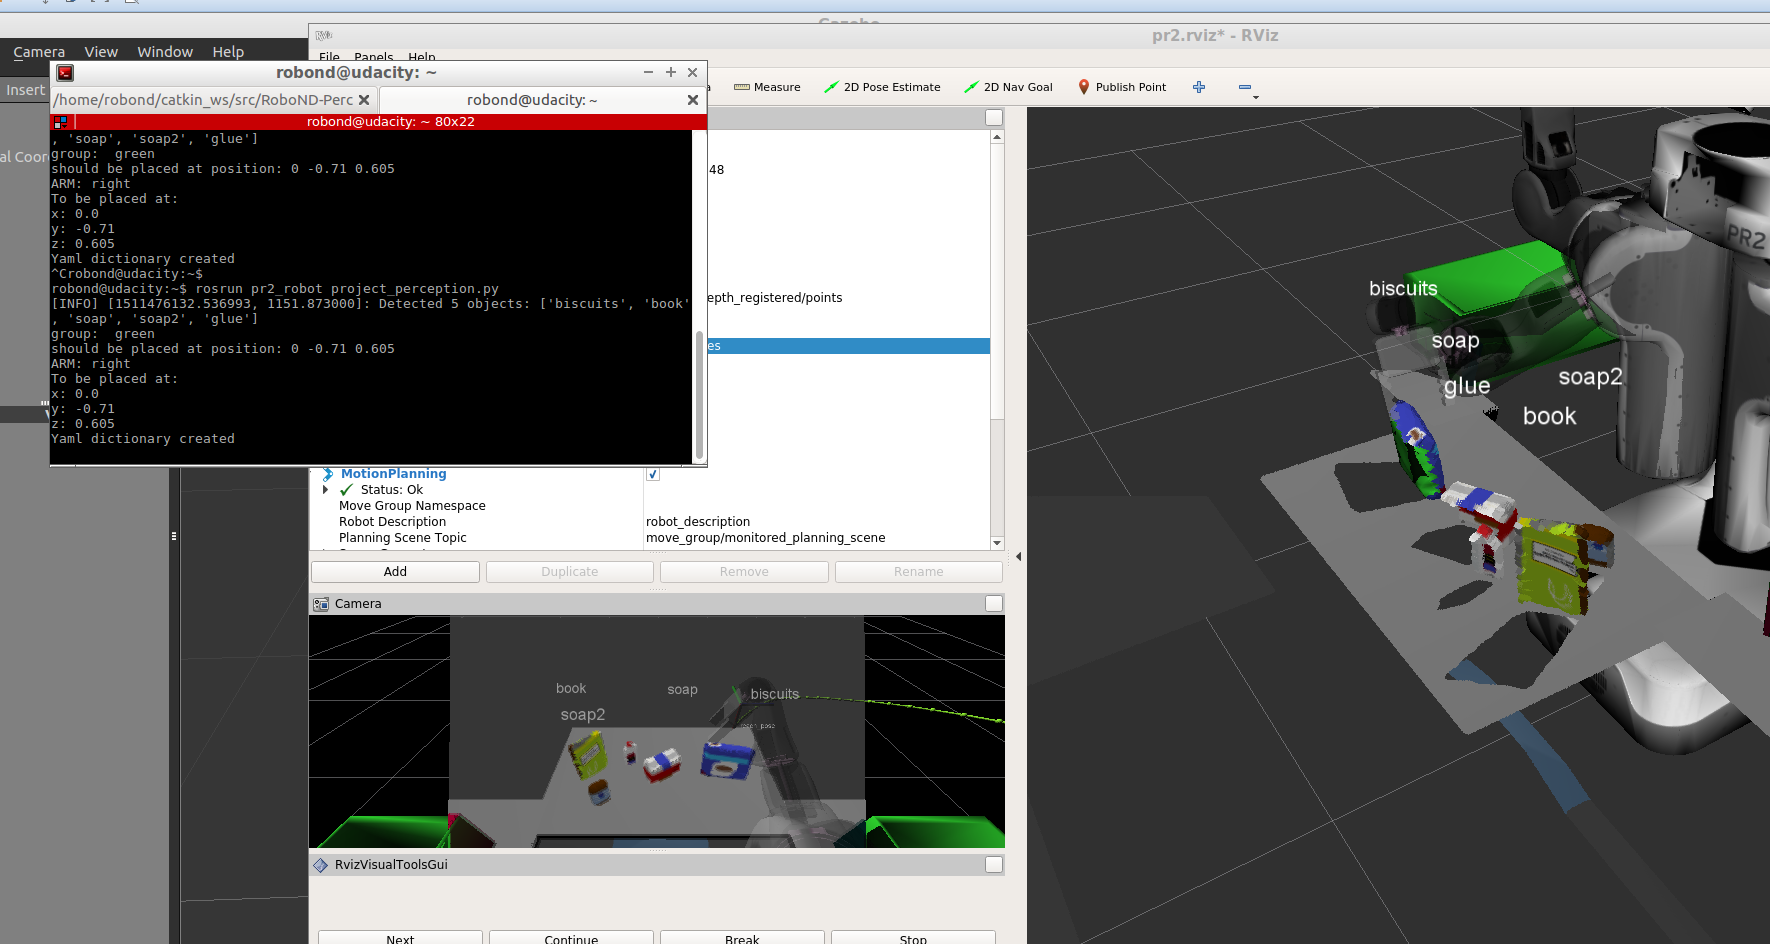 Gazebo
pr2.rviz* - RViz
Camera View Window Help
File Panels Help
robond@udacity: ~
Insert
/home/robond/catkin_ws/src/RoboND-Perc
robond@udacity: ~
Measure
2D Pose Estimate
2D Nav Goal
Publish Point
robond@udacity: ~ 80x22
, 'soap', 'soap2', 'glue']
group:  green
should be placed at position: 0 -0.71 0.605
ARM: right
To be placed at:
x: 0.0
y: -0.71
z: 0.605
Yaml dictionary created
^Crobond@udacity:~$
robond@udacity:~$ rosrun pr2_robot project_perception.py
[INFO] [1511476132.536993, 1151.873000]: Detected 5 objects: ['biscuits', 'book'
, 'soap', 'soap2', 'glue']
group:  green
should be placed at position: 0 -0.71 0.605
ARM: right
To be placed at:
x: 0.0
y: -0.71
z: 0.605
Yaml dictionary created
al Coor
48
epth_registered/points
es
MotionPlanning
Status: Ok
Move Group Namespace
Robot Description robot_description
Planning Scene Topic move_group/monitored_planning_scene
Add Duplicate Remove Rename
Camera
book soap biscuits
soap2
RvizVisualToolsGui
Next Continue Break Stop
PR2
biscuits
soap
glue soap2
book